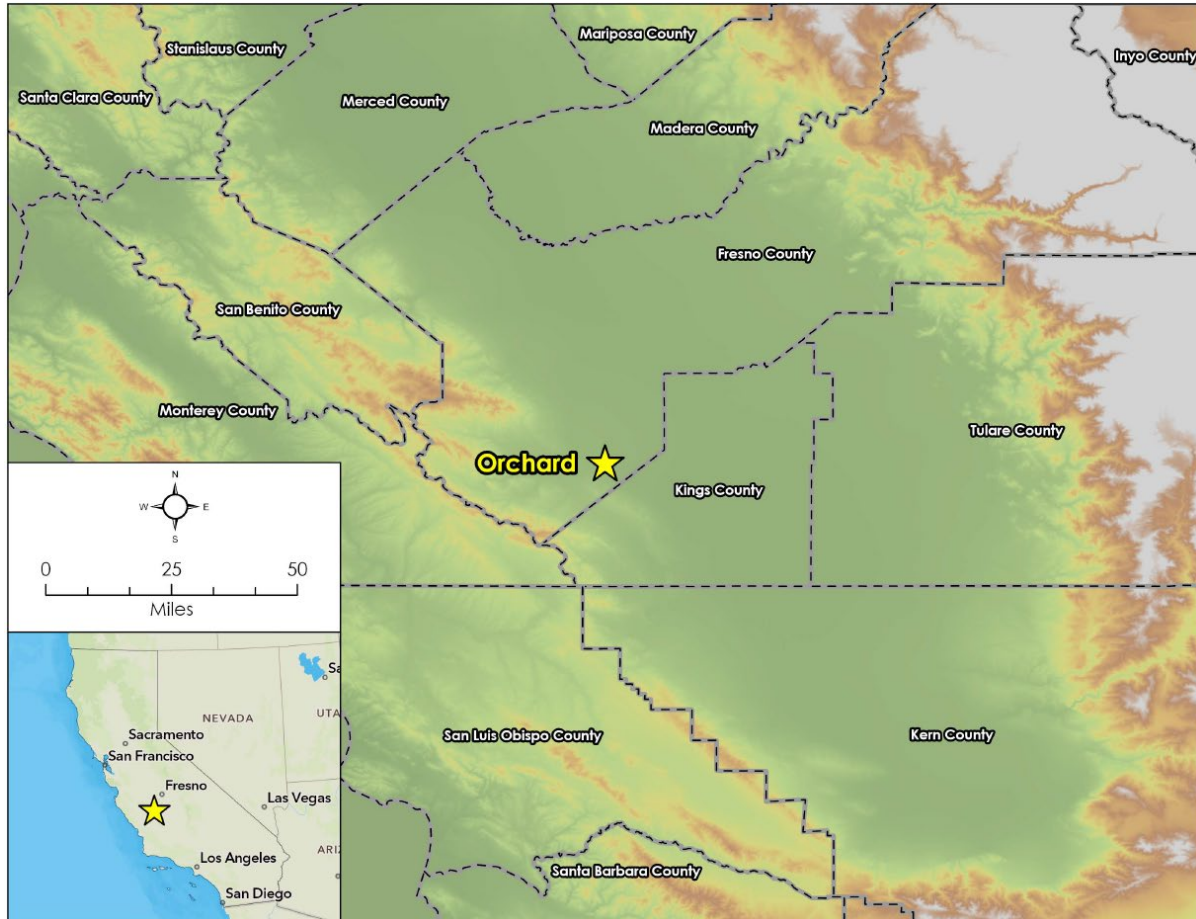 Stanislaus County
Mariposa County
Inyo County
Santa Clara County
Merced County
Madera County
Fresno County
San Benito County
Monterey County
Tulare County
Orchard
Kings County
N
W
E
S
0
25
50
Miles
San Luis Obispo County
Kern County
Santa Barbara County
Sa
NEVADA
UTA
Sacramento
San Francisco
Fresno
Las Vegas
Los Angeles
ARIZ
San Diego